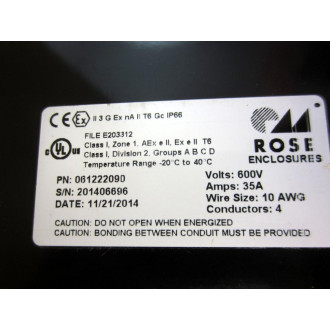 CE Ex II 3 G Ex nA II T6 Gc IP66
FILE E203312
c UL US
Class I, Zone 1, AEx e II, Ex e II T6
Class I, Division 2, Groups A B C D
Temperature Range -20°C to 40°C
ROSE
ENCLOSURES
PN: 061222090
S/N: 201406696
DATE: 11/21/2014
Volts: 600V
Amps: 35A
Wire Size: 10 AWG
Conductors: 4
CAUTION: DO NOT OPEN WHEN ENERGIZED
CAUTION: BONDING BETWEEN CONDUIT MUST BE PROVIDED